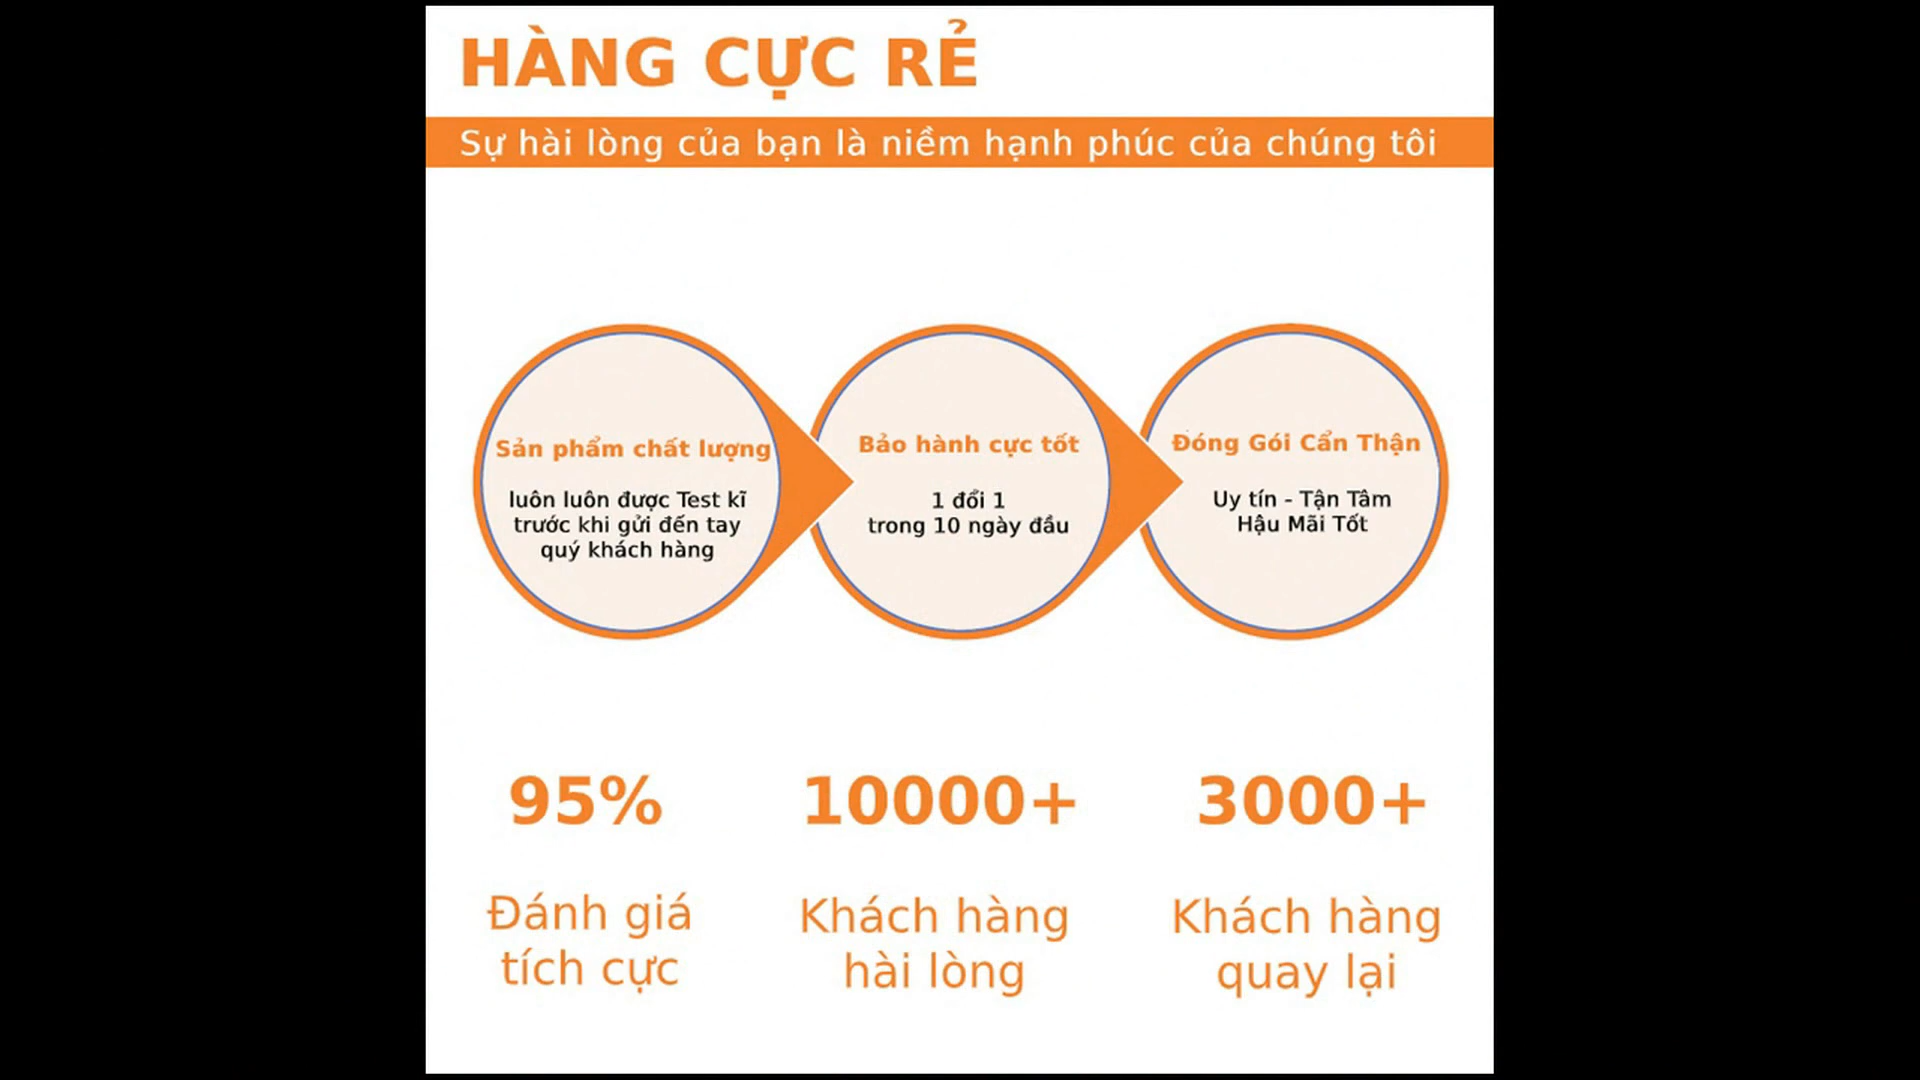 HÀNG CỰC RẺ
Sự hài lòng của bạn là niềm hạnh phúc của chúng tôi
Sản phẩm chất lượng
luôn luôn được Test kĩ
trước khi gửi đến tay
quý khách hàng
Bảo hành cực tốt
1 đổi 1
trong 10 ngày đầu
Đóng Gói Cẩn Thận
Uy tín - Tận Tâm
Hậu Mãi Tốt
95%
Đánh giá
tích cực
10000+
Khách hàng
hài lòng
3000+
Khách hàng
quay lại